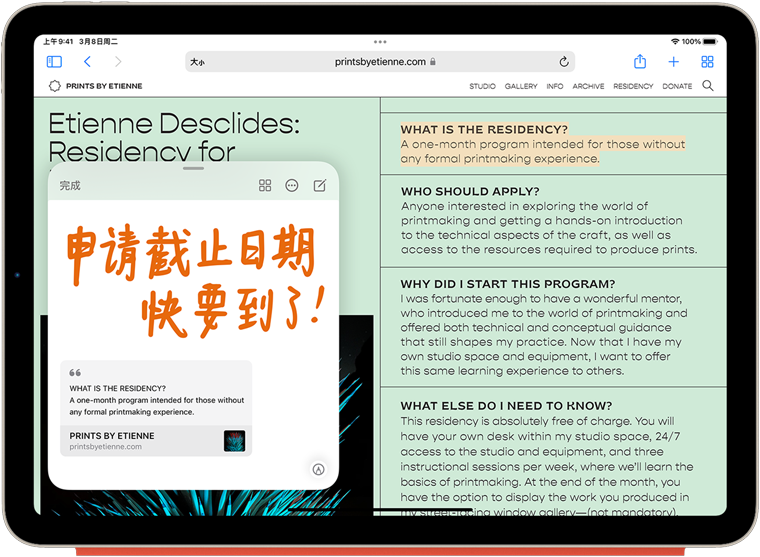 上午9:41 3月8日周二
100%
大小
printsbyetienne.com
PRINTS BY ETIENNE
STUDIO GALLERY INFO ARCHIVE RESIDENCY DONATE
Etienne Desclides:
Residency for
完成
申请截止日期
快要到了!
WHAT IS THE RESIDENCY?
A one-month program intended for those without
any formal printmaking experience.
PRINTS BY ETIENNE
printsbyetienne.com
WHAT IS THE RESIDENCY?
A one-month program intended for those without
any formal printmaking experience.
WHO SHOULD APPLY?
Anyone interested in exploring the world of
printmaking and getting a hands-on introduction
to the technical aspects of the craft, as well as
access to the resources required to produce prints.
WHY DID I START THIS PROGRAM?
I was fortunate enough to have a wonderful mentor,
who introduced me to the world of printmaking and
offered both technical and conceptual guidance
that still shapes my practice. Now that I have my
own studio space and equipment, I want to offer
this same learning experience to others.
WHAT ELSE DO I NEED TO KNOW?
This residency is absolutely free of charge. You will
have your own desk within my studio space, 24/7
access to the studio and equipment, and three
instructional sessions per week, where we'll learn the
basics of printmaking. At the end of the month, you
have the option to display the work you produced in
my street-facing window gallery—(not mandatory).